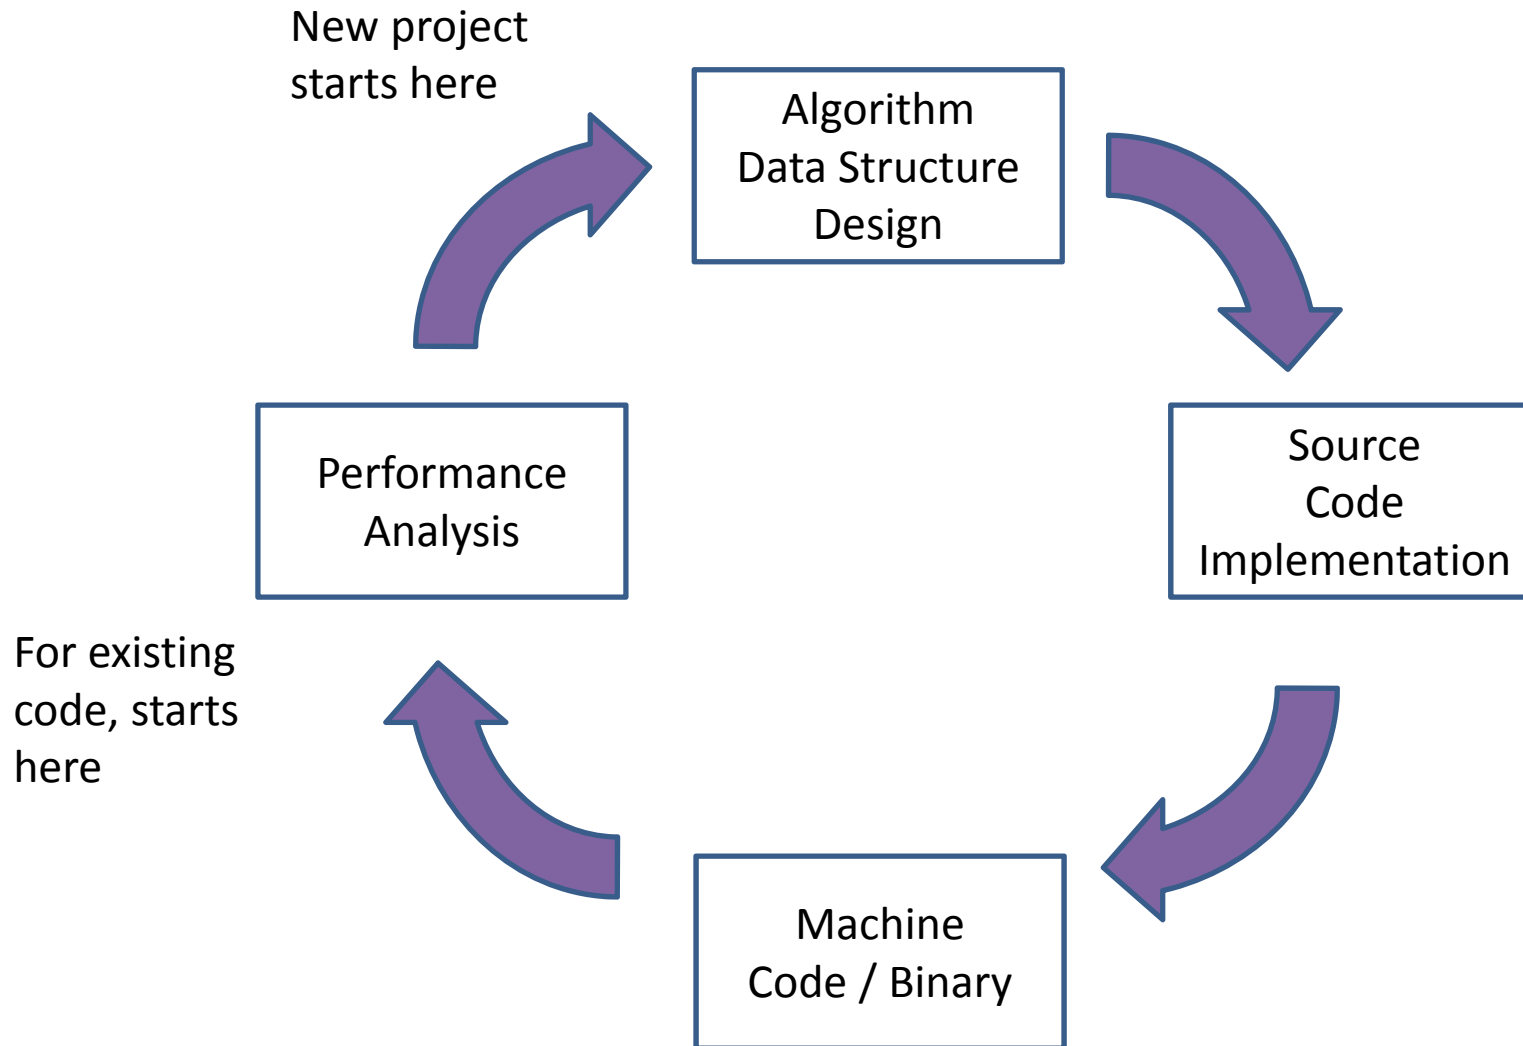 New project
starts here
Algorithm
Data Structure
Design
Performance
Analysis
Source
Code
Implementation
For existing
code, starts
here
Machine
Code / Binary